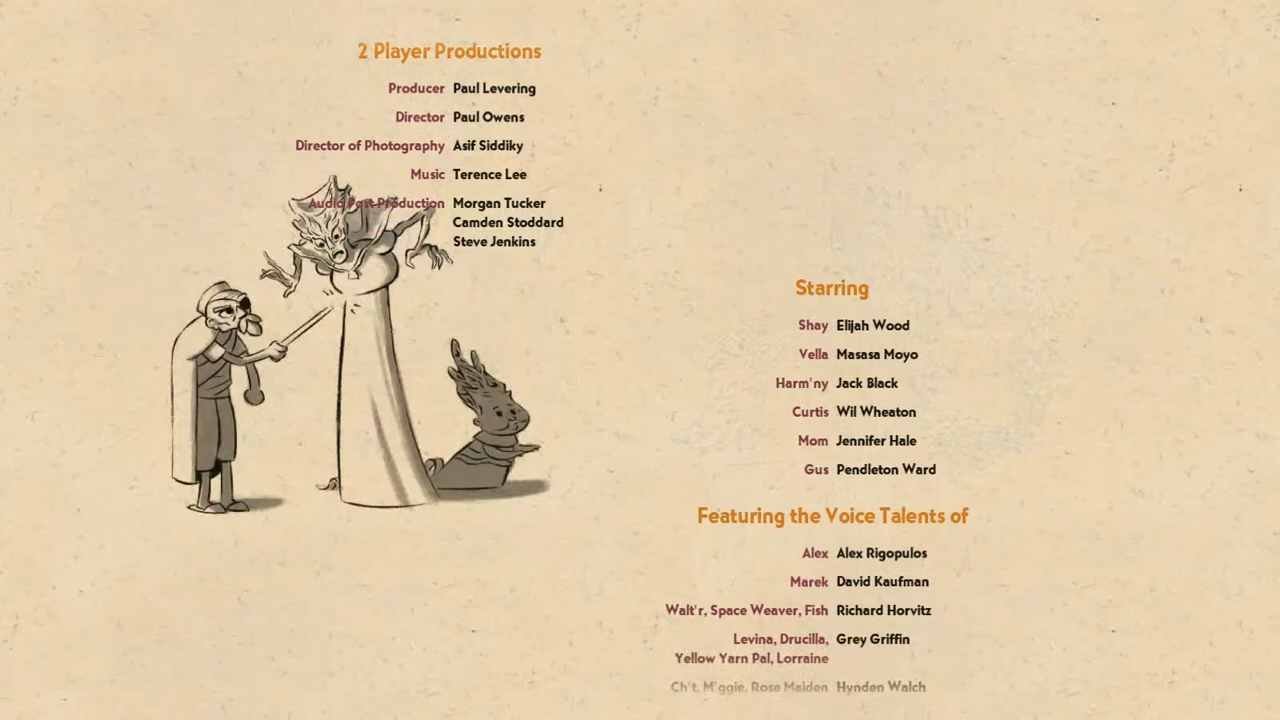 2 Player Productions
Producer Paul Levering
Director Paul Owens
Director of Photography Asif Siddiky
Music Terence Lee
Audio Post Production Morgan Tucker
Camden Stoddard
Steve Jenkins
Starring
Shay Elijah Wood
Vella Masasa Moyo
Harm'ny Jack Black
Curtis Wil Wheaton
Mom Jennifer Hale
Gus Pendleton Ward
Featuring the Voice Talents of
Alex Alex Rigopulos
Marek David Kaufman
Walt'r, Space Weaver, Fish Richard Horvitz
Levina, Drucilla, Grey Griffin
Yellow Yarn Pal, Lorraine
Ch't, M'ggie, Rose Maiden Hynden Walch